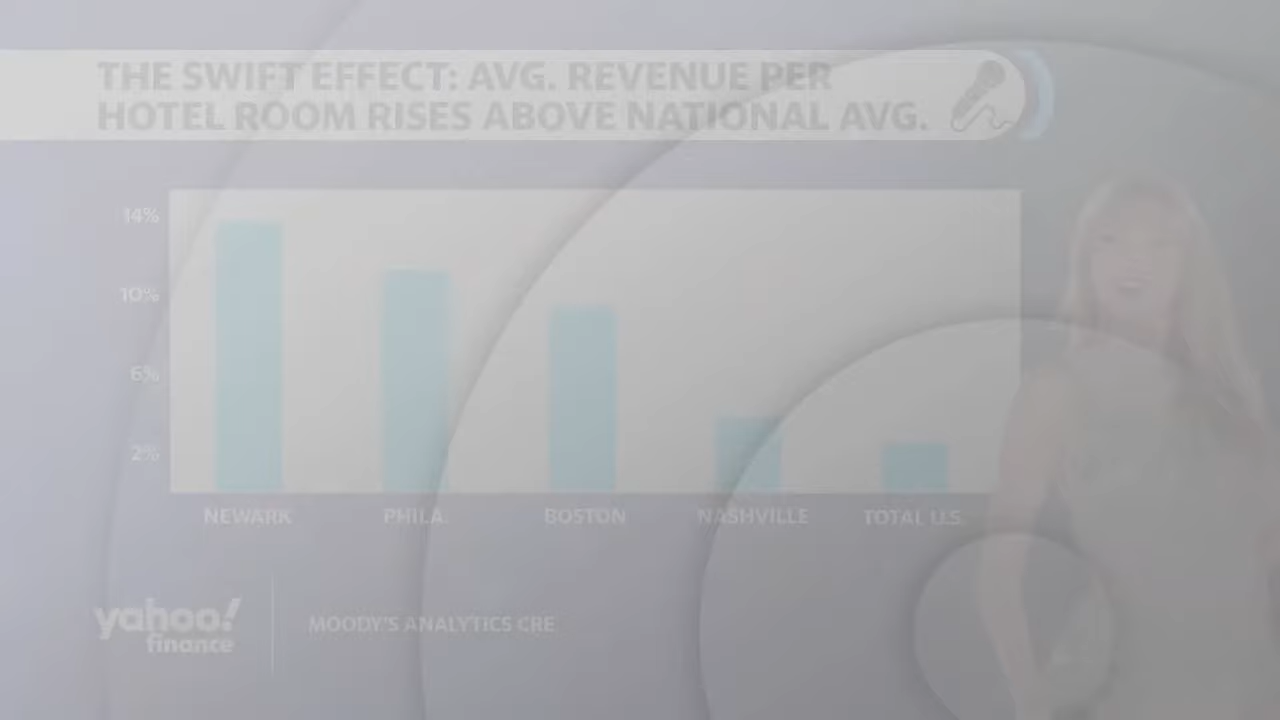 THE SWIFT EFFECT: AVG. REVENUE PER
HOTEL ROOM RISES ABOVE NATIONAL AVG.
14%
10%
6%
2%
NEWARK PHILA. BOSTON NASHVILLE TOTAL U.S.
yahoo!
finance
MOODY'S ANALYTICS CRE